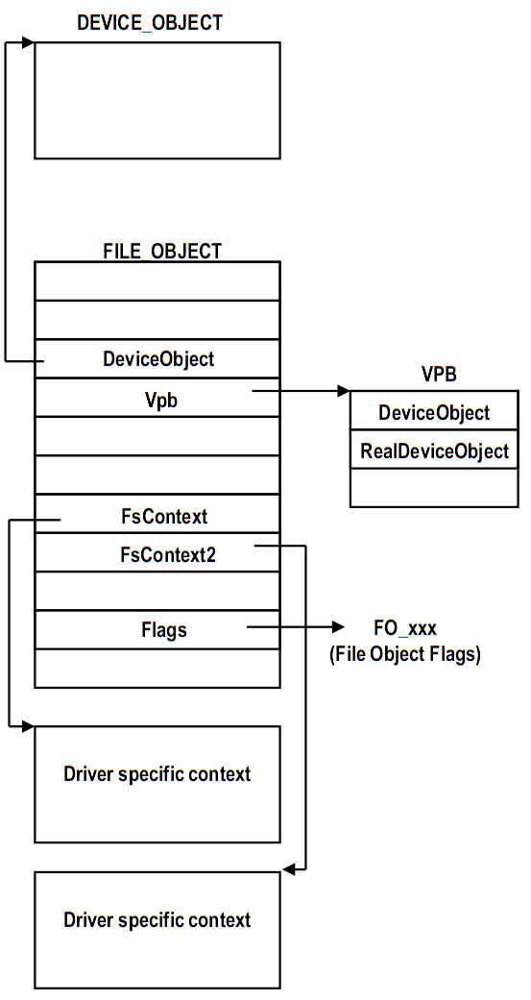 DEVICE_OBJECT
FILE_OBJECT
DeviceObject
Vpb
VPB
DeviceObject
RealDeviceObject
FsContext
FsContext2
Flags
FO_xxx
(File Object Flags)
Driver specific context
Driver specific context